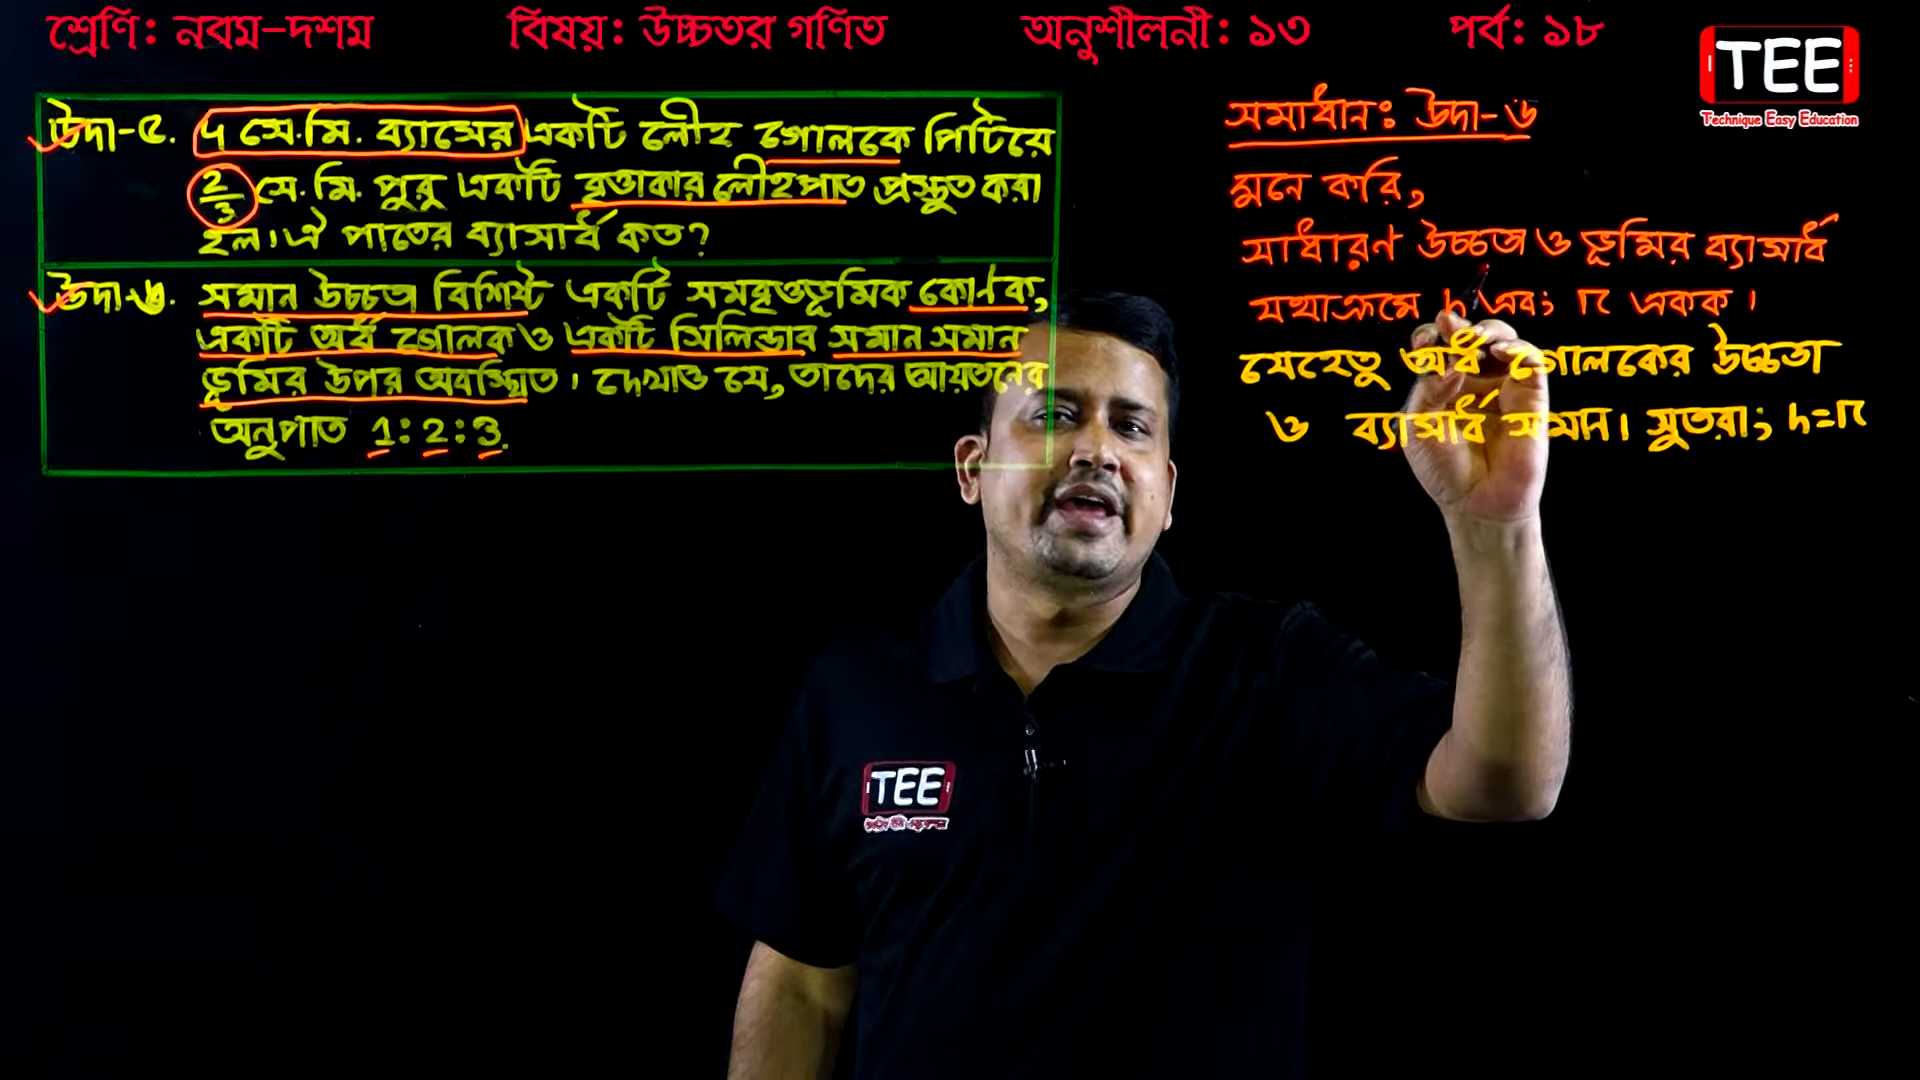 শ্রেণি: নবম-দশম বিষয়: উচ্চতর গণিত অনুশীলনী: ১৩ পর্ব: ১৮
TEE
Technique Easy Education
উদা-৫. ৭ সে.মি. ব্যাসের একটি লৌহ গোলকে পিটিয়ে
2/3 সে.মি. পুরু একটি বৃত্তাকার লৌহপাত প্রস্তুত করা
হল। ঐ পাতের ব্যাসার্ধ কত?
উদা-৬. সমান উচ্চতা বিশিষ্ট একটি সমবৃত্তভূমিক কোণক,
একটি অর্ধ গোলক ও একটি সিলিন্ডার সমান সমান
ভূমির উপর অবস্থিত। দেখাও যে, তাদের আয়তনের
অনুপাত 1:2:3.
সমাধান: উদা-৬
মনে করি,
সাধারণ উচ্চতা ও ভূমির ব্যাসার্ধ
যথাক্রমে h এবং r একক।
যেহেতু অর্ধ গোলকের উচ্চতা
ও ব্যাসার্ধ সমান। সুতরাং h=r
TEE